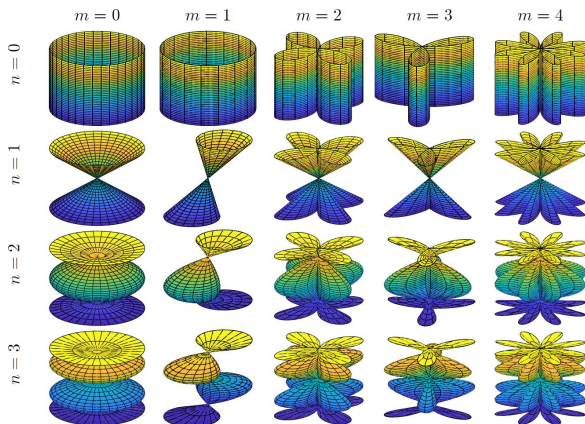 m = 0 m = 1 m = 2 m = 3 m = 4
n = 0
n = 1
n = 2
n = 3